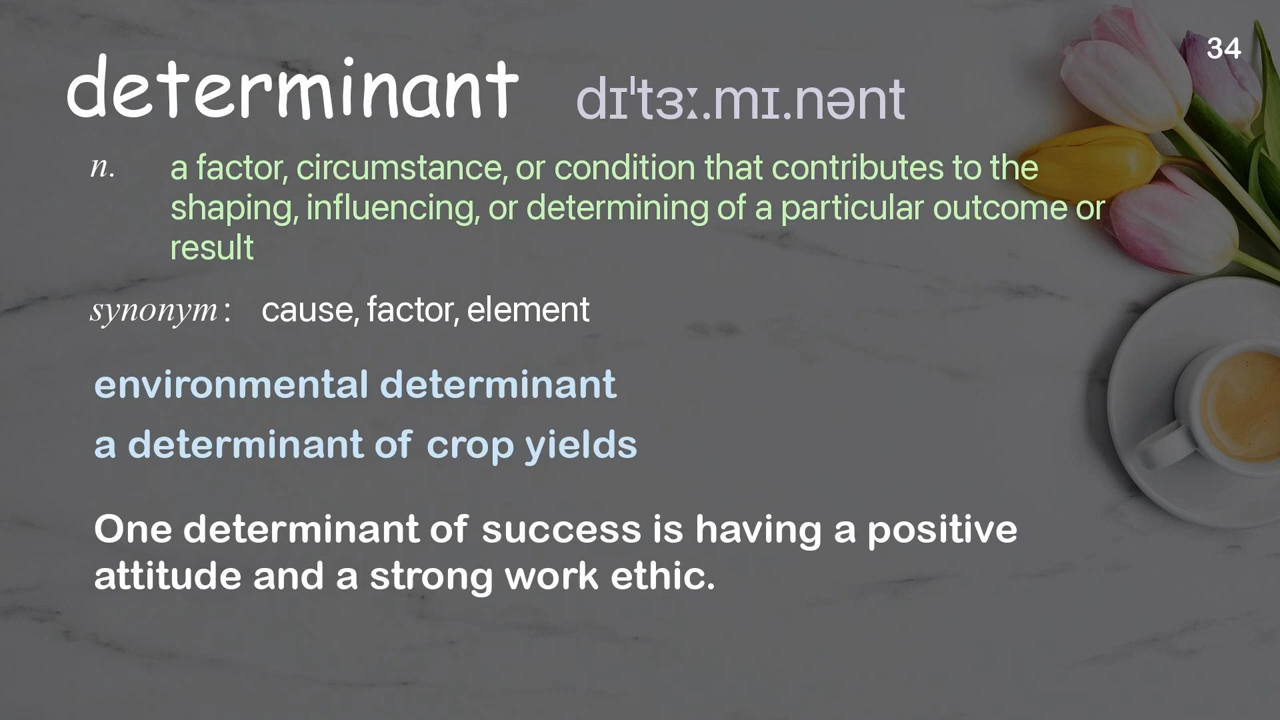 34
determinant dɪˈtɜː.mɪ.nənt
n. a factor, circumstance, or condition that contributes to the
shaping, influencing, or determining of a particular outcome or
result
synonym: cause, factor, element
environmental determinant
a determinant of crop yields
One determinant of success is having a positive
attitude and a strong work ethic.